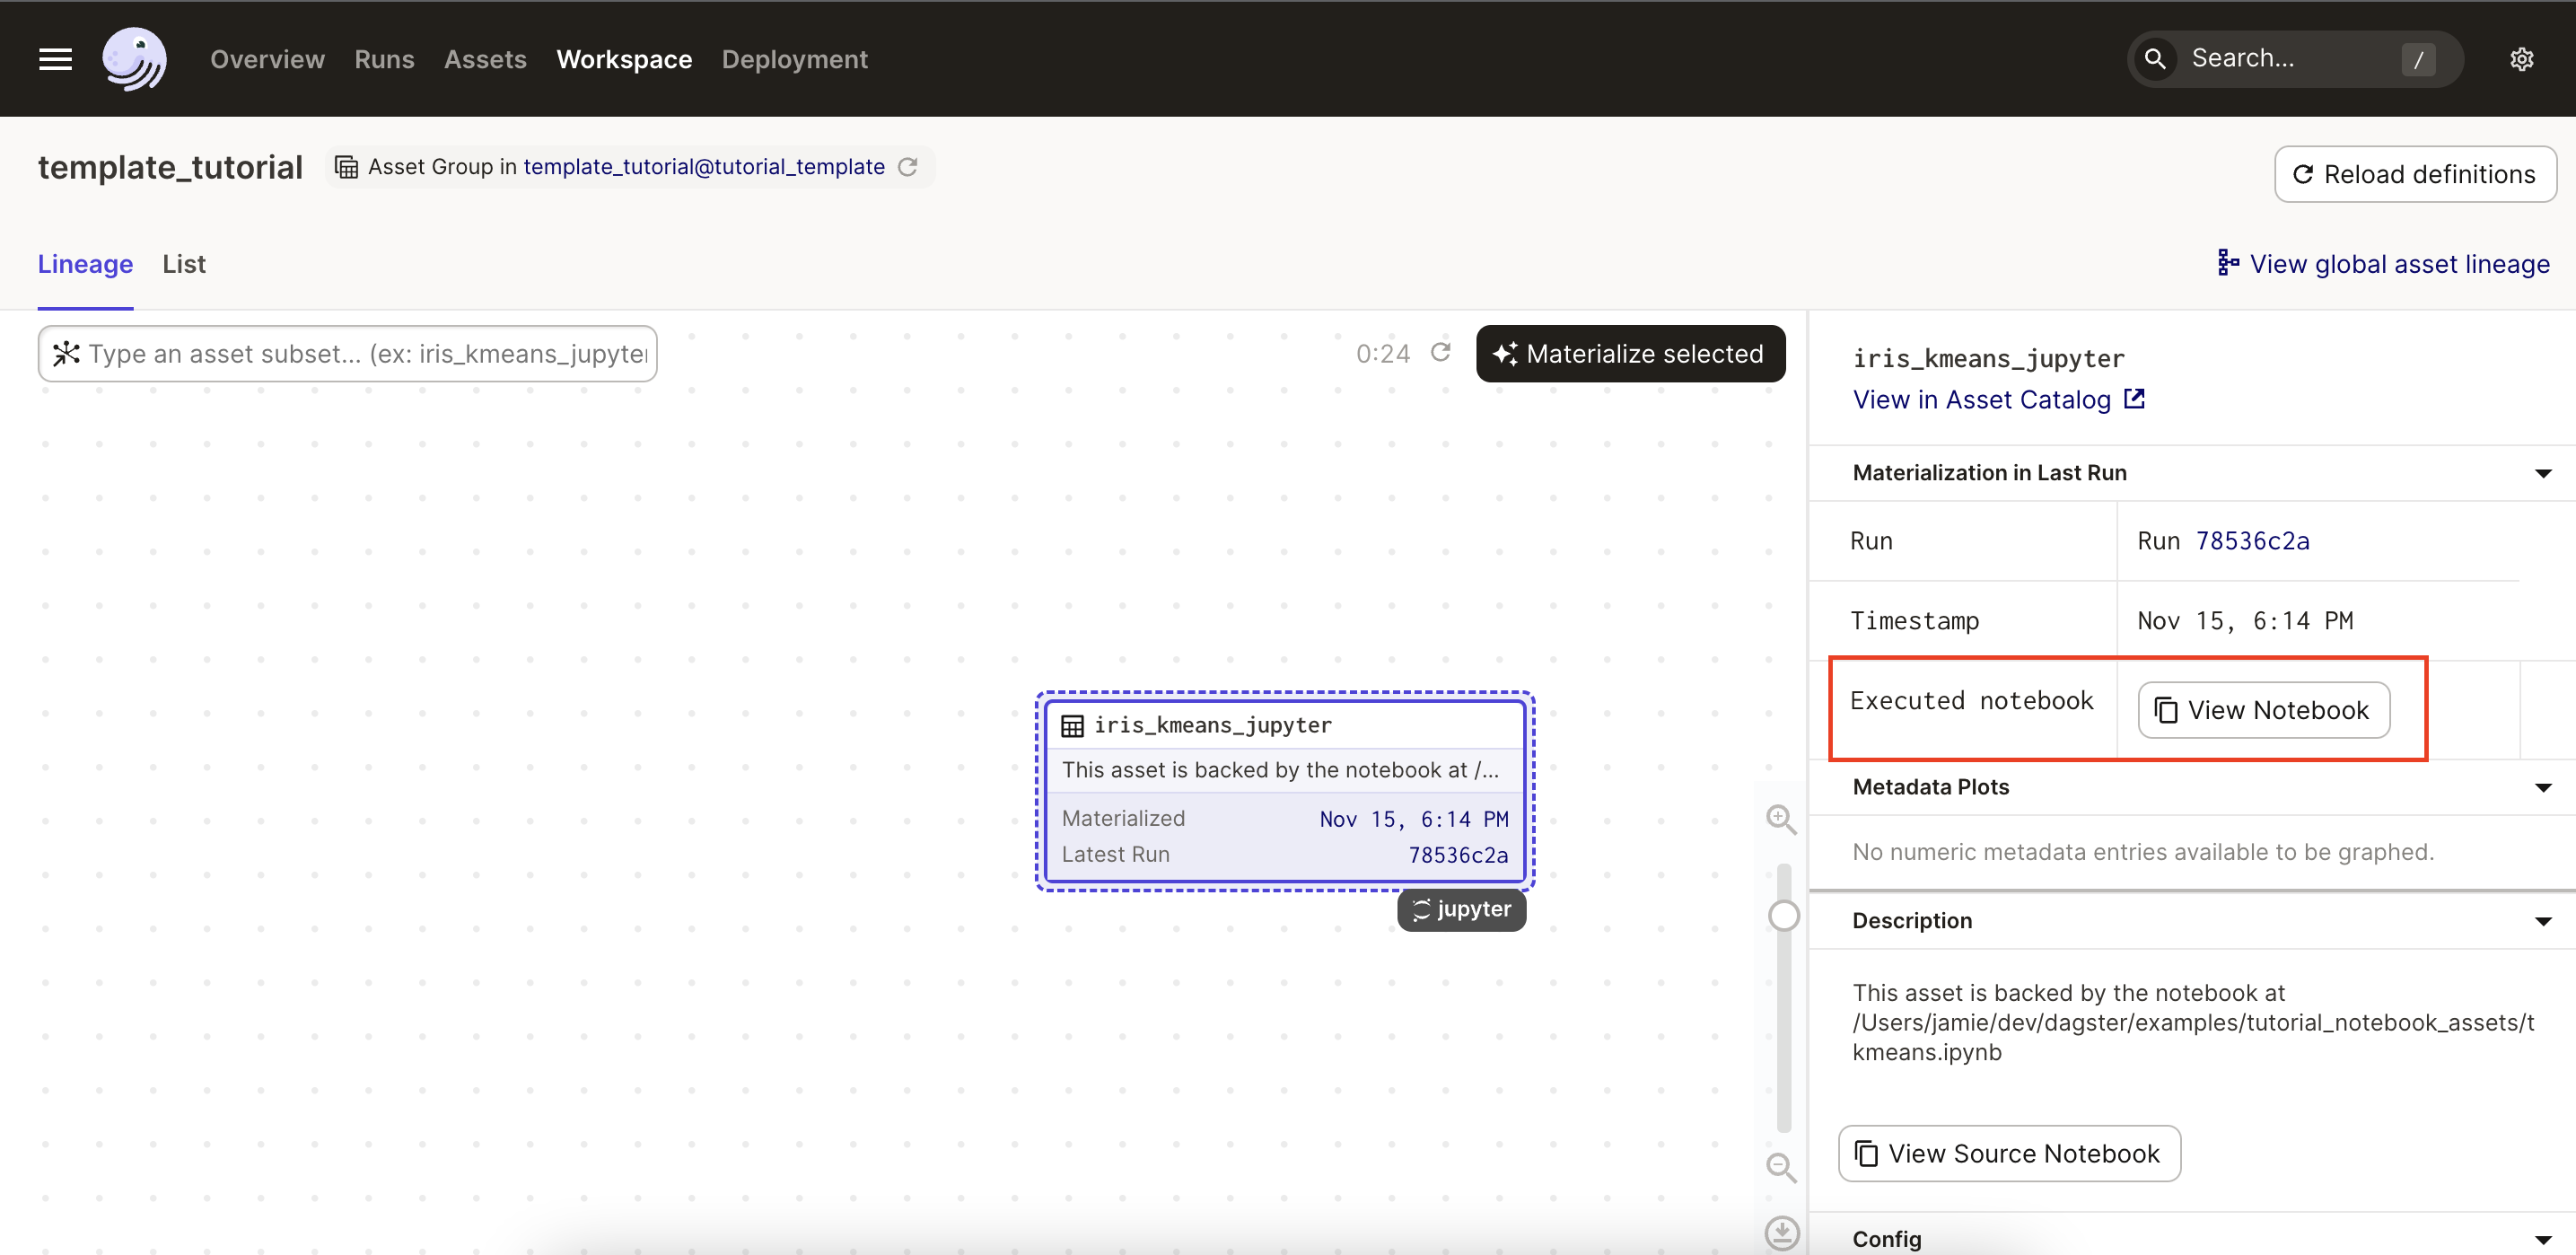 Overview Runs Assets Workspace Deployment Search... /
template_tutorial Asset Group in template_tutorial@tutorial_template Reload definitions
Lineage List View global asset lineage
Type an asset subset... (ex: iris_kmeans_jupyter 0:24 Materialize selected
iris_kmeans_jupyter
View in Asset Catalog
Materialization in Last Run
Run Run 78536c2a
Timestamp Nov 15, 6:14 PM
Executed notebook View Notebook
iris_kmeans_jupyter
This asset is backed by the notebook at /...
Materialized Nov 15, 6:14 PM
Latest Run 78536c2a
jupyter
Metadata Plots
No numeric metadata entries available to be graphed.
Description
This asset is backed by the notebook at
/Users/jamie/dev/dagster/examples/tutorial_notebook_assets/t
kmeans.ipynb
View Source Notebook
Config